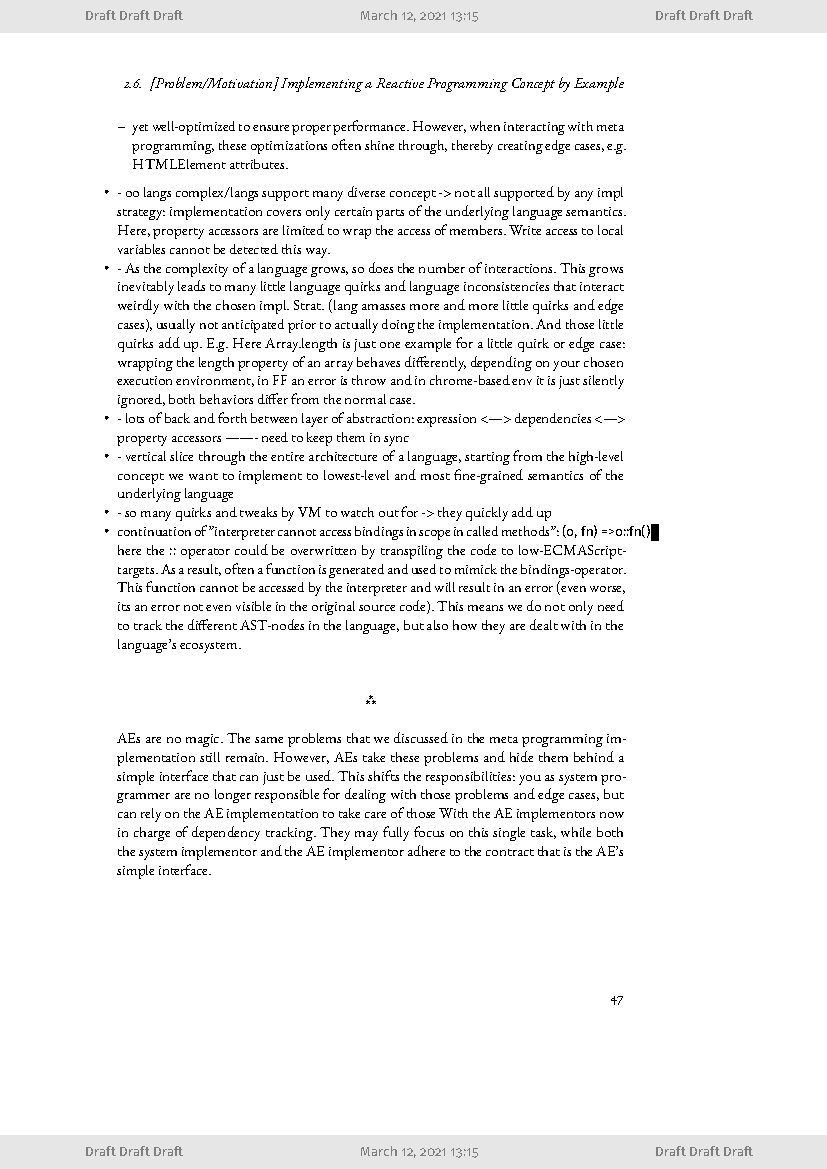 Draft Draft Draft March 12, 2021 13:15 Draft Draft Draft
2.6. [Problem/Motivation] Implementing a Reactive Programming Concept by Example
– yet well-optimized to ensure proper performance. However, when interacting with meta
programming, these optimizations often shine through, thereby creating edge cases, e.g.
HTMLElement attributes.
• - oo langs complex/langs support many diverse concept -> not all supported by any impl
strategy: implementation covers only certain parts of the underlying language semantics.
Here, property accessors are limited to wrap the access of members. Write access to local
variables cannot be detected this way.
• - As the complexity of a language grows, so does the number of interactions. This grows
inevitably leads to many little language quirks and language inconsistencies that interact
weirdly with the chosen impl. Strat. (lang amasses more and more little quirks and edge
cases), usually not anticipated prior to actually doing the implementation. And those little
quirks add up. E.g. Here Array.length is just one example for a little quirk or edge case:
wrapping the length property of an array behaves differently, depending on your chosen
execution environment, in FF an error is throw and in chrome-based env it is just silently
ignored, both behaviors differ from the normal case.
• - lots of back and forth between layer of abstraction: expression <—> dependencies <—>
property accessors ——- need to keep them in sync
• - vertical slice through the entire architecture of a language, starting from the high-level
concept we want to implement to lowest-level and most fine-grained semantics of the
underlying language
• - so many quirks and tweaks by VM to watch out for -> they quickly add up
• continuation of ”interpreter cannot access bindings in scope in called methods”: (o, fn) =>o::fn()
here the :: operator could be overwritten by transpiling the code to low-ECMAScript-
targets. As a result, often a function is generated and used to mimick the bindings-operator.
This function cannot be accessed by the interpreter and will result in an error (even worse,
its an error not even visible in the original source code). This means we do not only need
to track the different AST-nodes in the language, but also how they are dealt with in the
language’s ecosystem.
⁂
AEs are no magic. The same problems that we discussed in the meta programming im-
plementation still remain. However, AEs take these problems and hide them behind a
simple interface that can just be used. This shifts the responsibilities: you as system pro-
grammer are no longer responsible for dealing with those problems and edge cases, but
can rely on the AE implementation to take care of those With the AE implementors now
in charge of dependency tracking. They may fully focus on this single task, while both
the system implementor and the AE implementor adhere to the contract that is the AE’s
simple interface.
47
Draft Draft Draft March 12, 2021 13:15 Draft Draft Draft